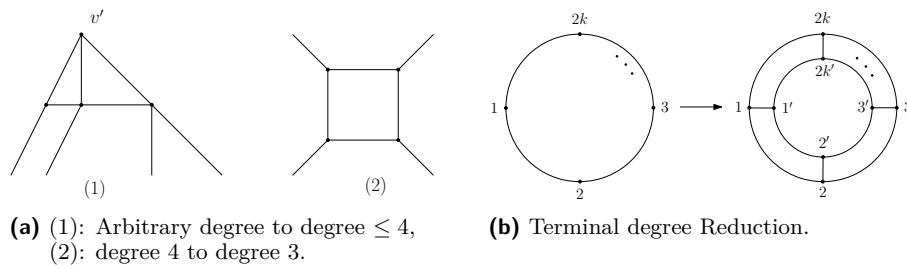 v′
2k
2k
2k′
1
3
1
1′
3′
3
2′
2
2
(1)
(2)
(a) (1): Arbitrary degree to degree ≤ 4,
(2): degree 4 to degree 3.
(b) Terminal degree Reduction.